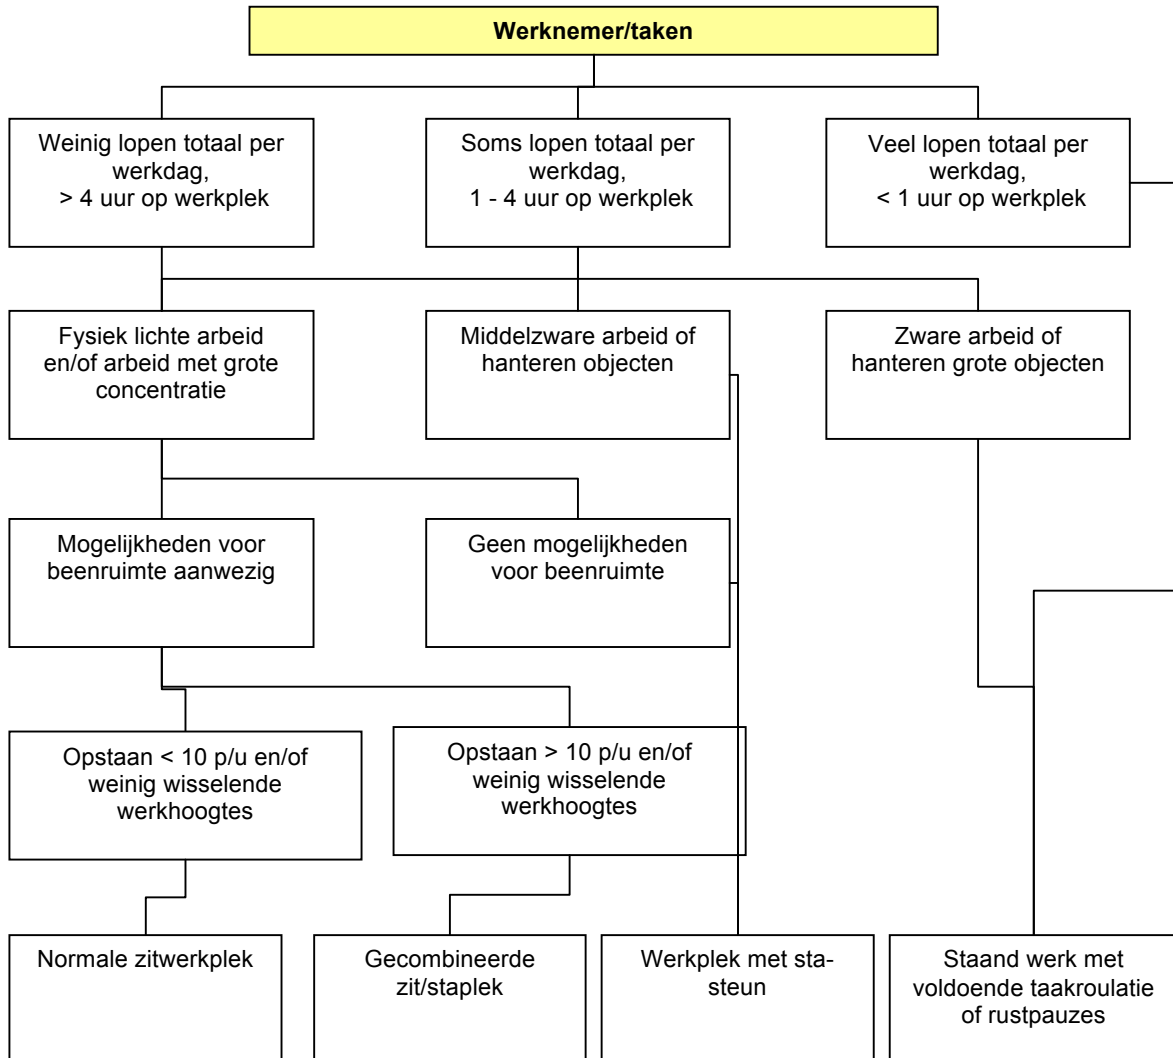 Werknemer/taken
Weinig lopen totaal per
werkdag,
> 4 uur op werkplek
Soms lopen totaal per
werkdag,
1 - 4 uur op werkplek
Veel lopen totaal per
werkdag,
< 1 uur op werkplek
Fysiek lichte arbeid
en/of arbeid met grote
concentratie
Middelzware arbeid of
hanteren objecten
Zware arbeid of
hanteren grote objecten
Mogelijkheden voor
beenruimte aanwezig
Geen mogelijkheden
voor beenruimte
Opstaan < 10 p/u en/of
weinig wisselende
werkhoogtes
Opstaan > 10 p/u en/of
weinig wisselende
werkhoogtes
Normale zitwerkplek
Gecombineerde
zit/staplek
Werkplek met sta-
steun
Staand werk met
voldoende taakroulatie
of rustpauzes